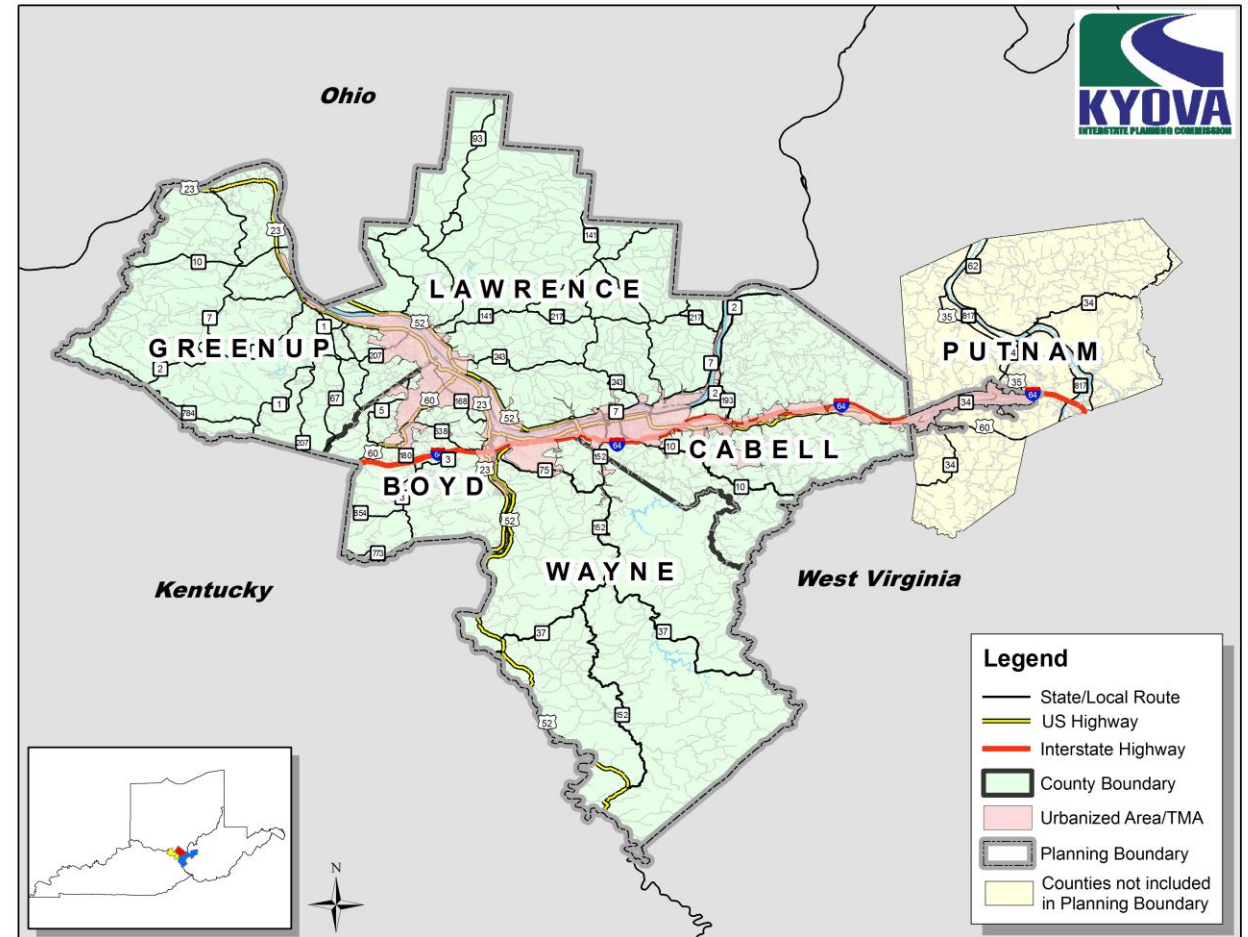 KYOVA
INTERSTATE PLANNING COMMISSION
Ohio
93
23
23
141
10
62
34
LAWRENCE
2
7
35
817
52
141
217
217
1
PUTNAM
GREENUP
207
243
7
35
2
243
2
193
64
817
67
60
168
23
7
64
34
784
1
5
52
60
538
10
CABELL
207
60
180
3
64
152
34
23
75
10
BOYD
854
52
152
773
WAYNE
West Virginia
Kentucky
37
37
52
152
N
Legend
State/Local Route
US Highway
Interstate Highway
County Boundary
Urbanized Area/TMA
Planning Boundary
Counties not included
in Planning Boundary